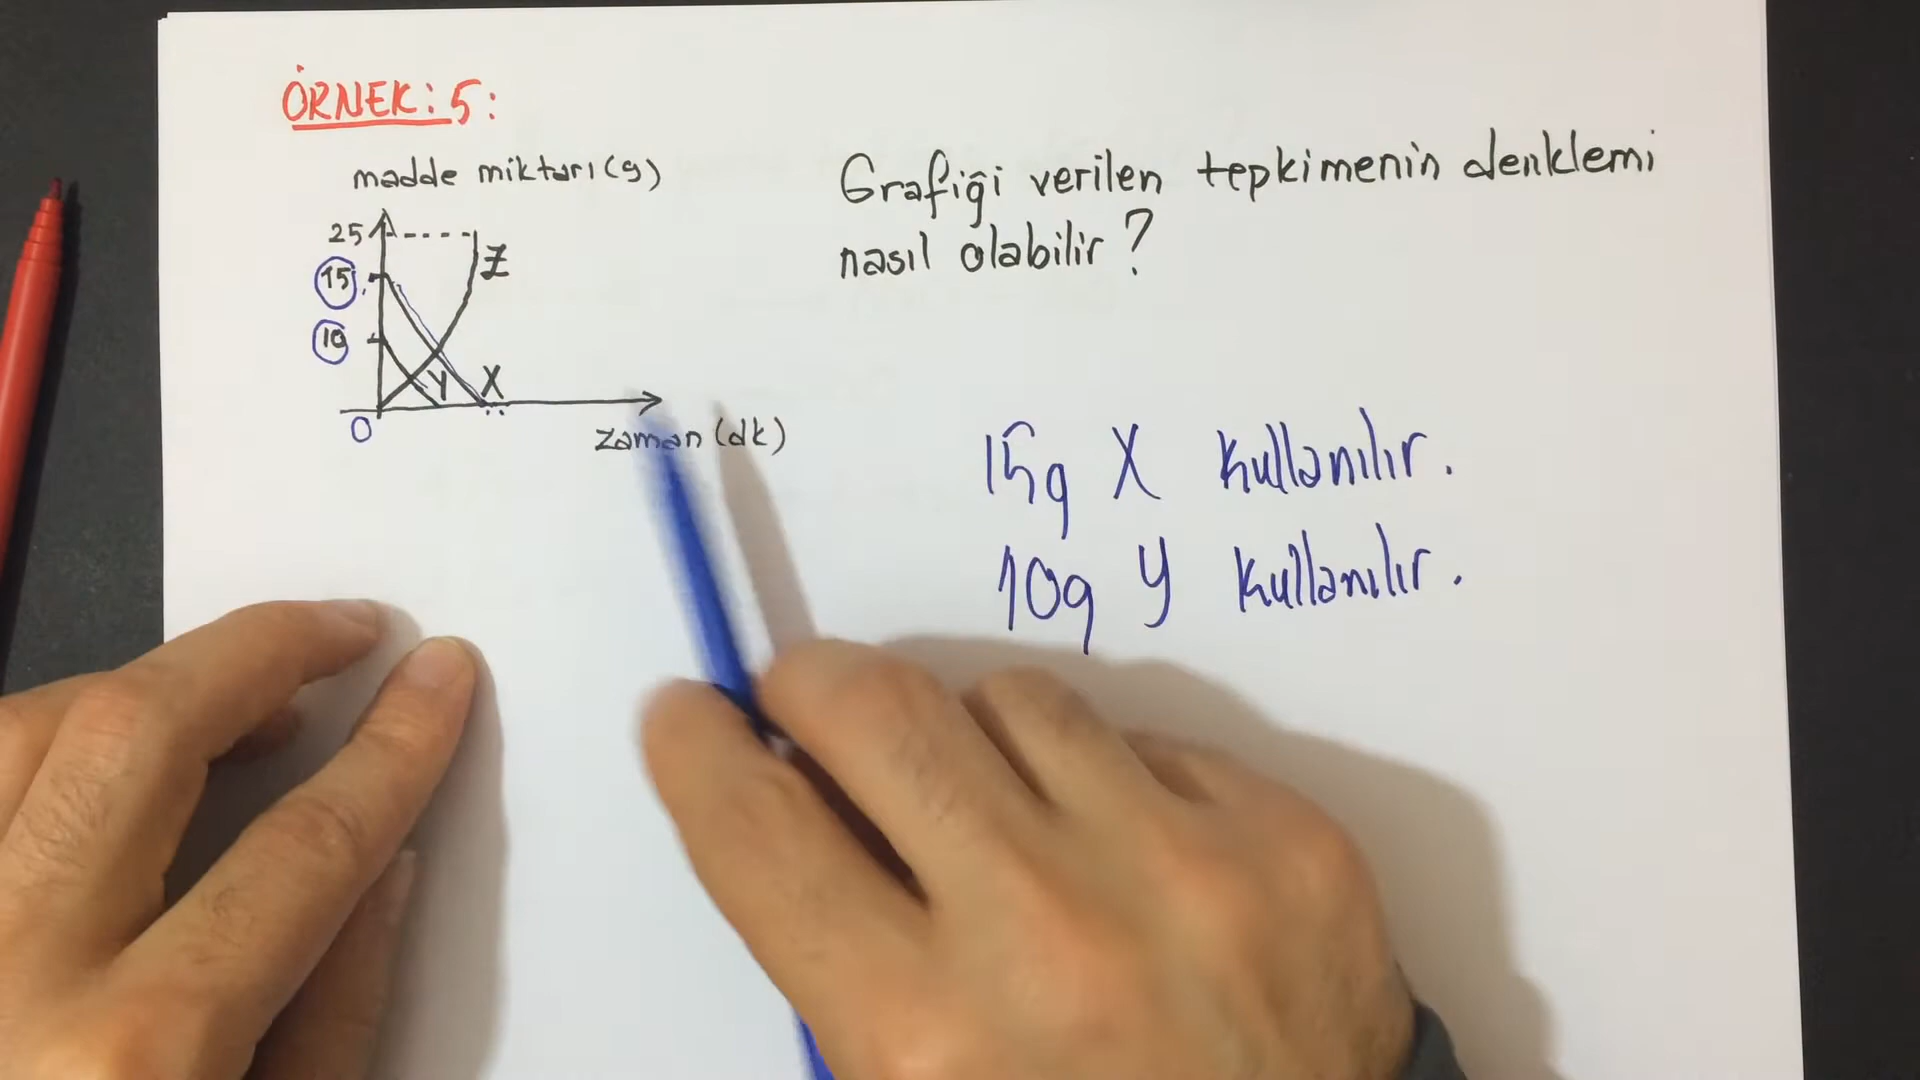 ÖRNEK: 5:
madde miktarı (g)
Grafiği verilen tepkimenin denklemi
nasıl olabilir?
25
Z
15
10
Y
X
0
zaman (dk)
15g X kullanılır.
10g Y kullanılır.